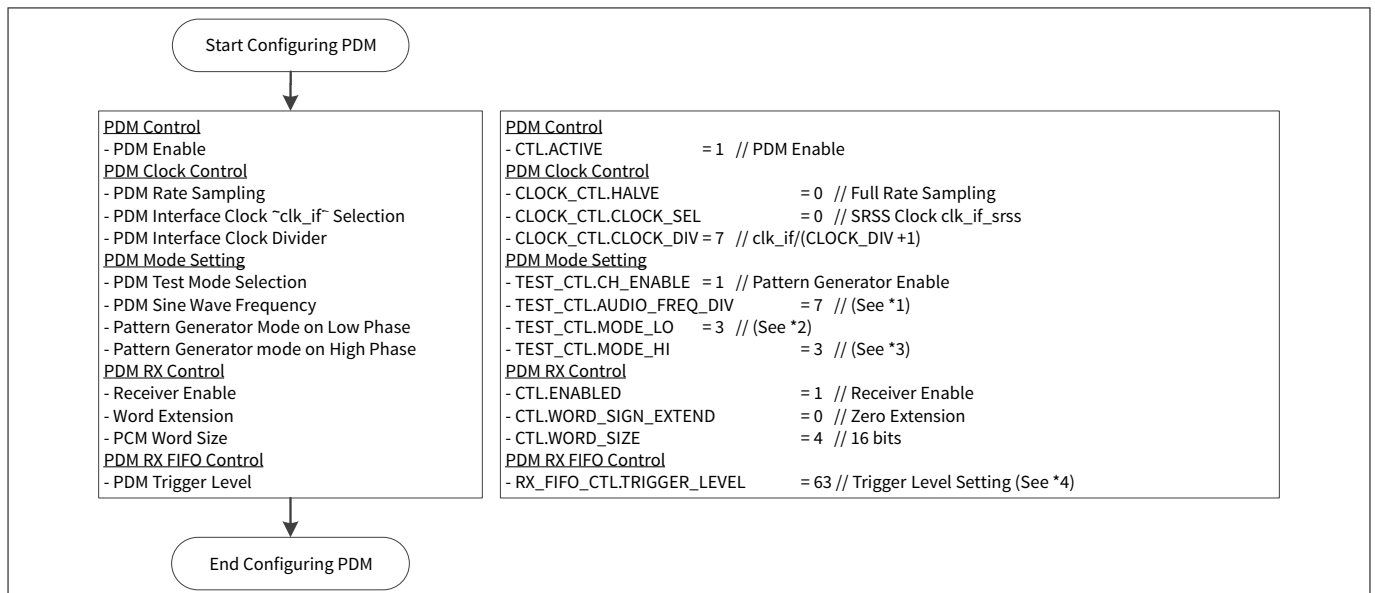 Start Configuring PDM
PDM Control
- PDM Enable
PDM Clock Control
- PDM Rate Sampling
- PDM Interface Clock ~clk_if~ Selection
- PDM Interface Clock Divider
PDM Mode Setting
- PDM Test Mode Selection
- PDM Sine Wave Frequency
- Pattern Generator Mode on Low Phase
- Pattern Generator mode on High Phase
PDM RX Control
- Receiver Enable
- Word Extension
- PCM Word Size
PDM RX FIFO Control
- PDM Trigger Level
PDM Control
- CTL.ACTIVE = 1 // PDM Enable
PDM Clock Control
- CLOCK_CTL.HALVE = 0 // Full Rate Sampling
- CLOCK_CTL.CLOCK_SEL = 0 // SRSS Clock clk_if_srss
- CLOCK_CTL.CLOCK_DIV = 7 // clk_if/(CLOCK_DIV +1)
PDM Mode Setting
- TEST_CTL.CH_ENABLE = 1 // Pattern Generator Enable
- TEST_CTL.AUDIO_FREQ_DIV = 7 // (See *1)
- TEST_CTL.MODE_LO = 3 // (See *2)
- TEST_CTL.MODE_HI = 3 // (See *3)
PDM RX Control
- CTL.ENABLED = 1 // Receiver Enable
- CTL.WORD_SIGN_EXTEND = 0 // Zero Extension
- CTL.WORD_SIZE = 4 // 16 bits
PDM RX FIFO Control
- RX_FIFO_CTL.TRIGGER_LEVEL = 63 // Trigger Level Setting (See *4)
End Configuring PDM